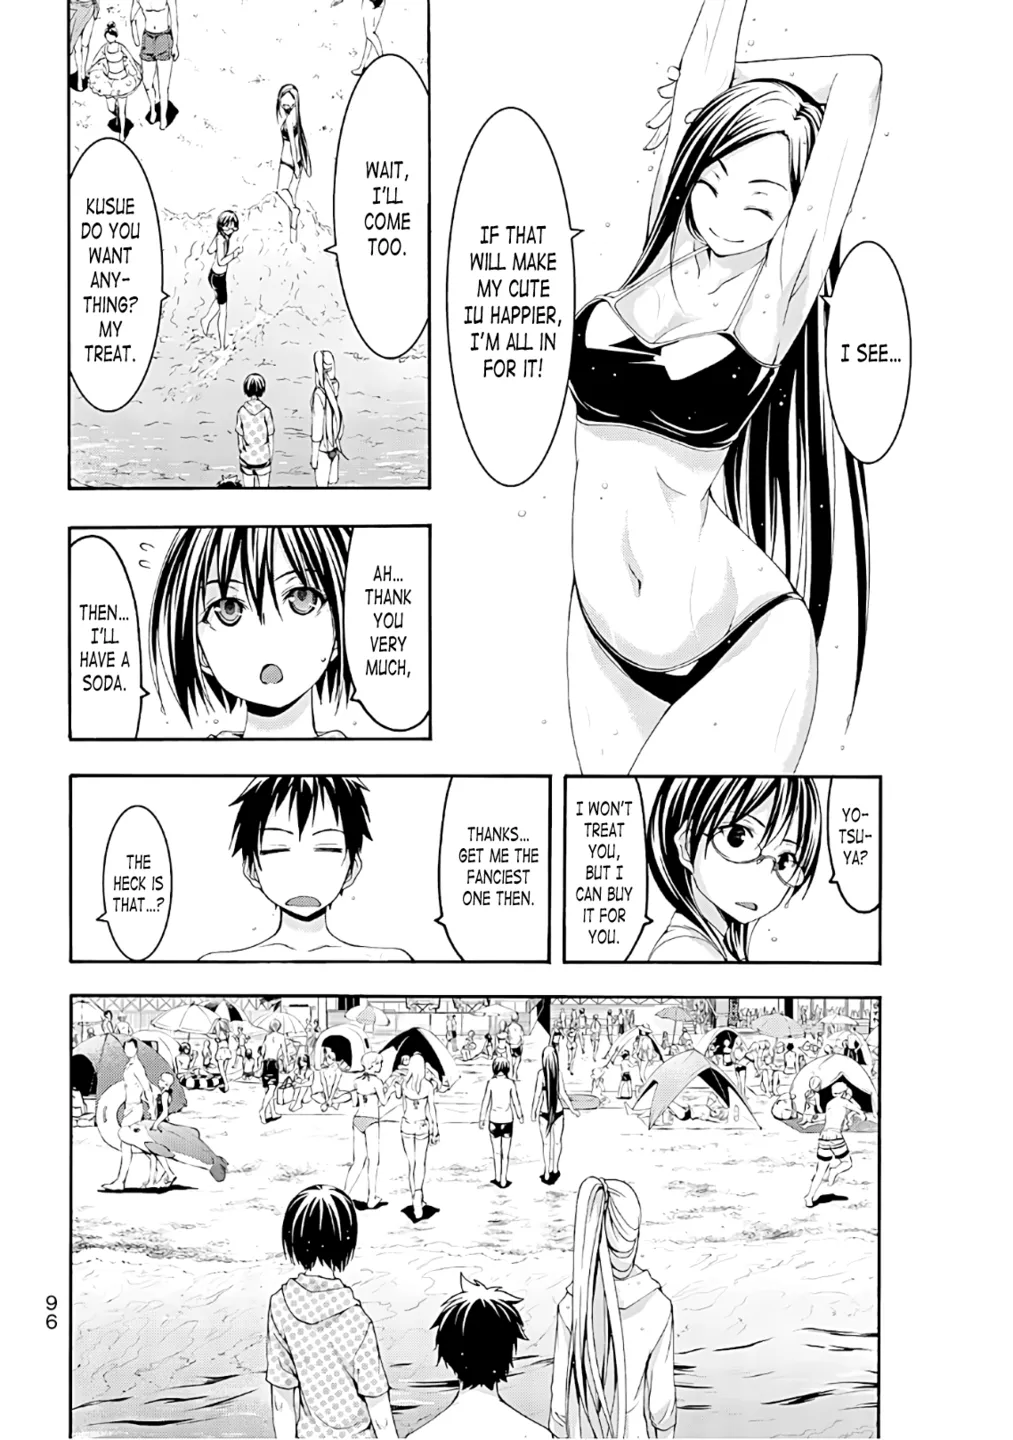 I SEE...
IF THAT
WILL MAKE
MY CUTE
IU HAPPIER,
I'M ALL IN
FOR IT!
WAIT,
I'LL
COME
TOO.
KUSUE
DO YOU
WANT
ANY-
THING?
MY
TREAT.
AH...
THANK
YOU
VERY
MUCH,
THEN...
I'LL
HAVE A
SODA.
YO-
TSU-
YA?
I WON'T
TREAT
YOU,
BUT I
CAN BUY
IT FOR
YOU.
THANKS...
GET ME THE
FANCIEST
ONE THEN.
THE
HECK IS
THAT...?
96